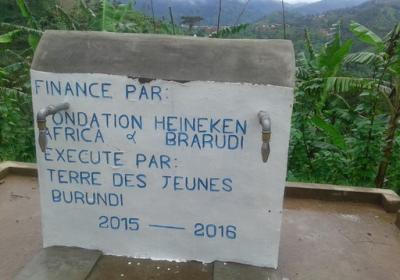 FINANCE PAR:
FONDATION HEINEKEN
AFRICA & BRARUDI
EXECUTE PAR:
TERRE DES JEUNES
BURUNDI
2015 — 2016